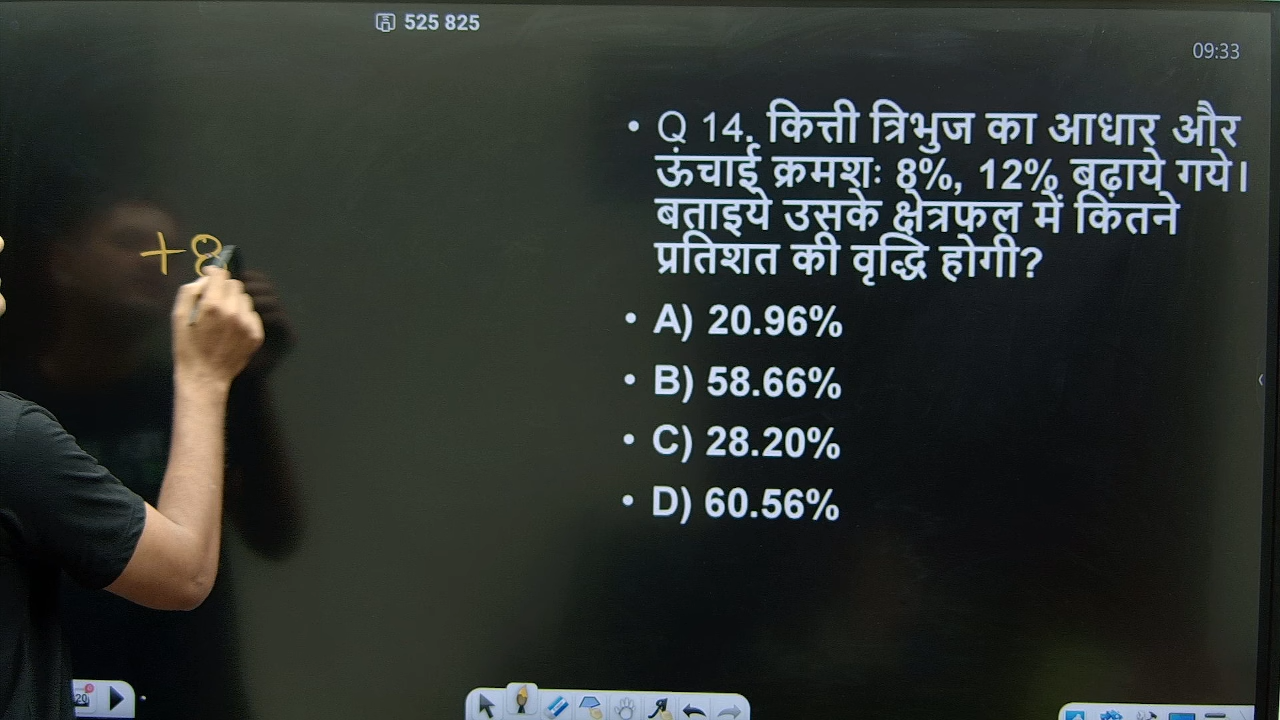 525 825
09:33
• Q 14. कित्ती त्रिभुज का आधार और
ऊंचाई क्रमशः 8%, 12% बढ़ाये गये।
बताइये उसके क्षेत्रफल में कितने
प्रतिशत की वृद्धि होगी?
• A) 20.96%
• B) 58.66%
• C) 28.20%
• D) 60.56%
+8
20